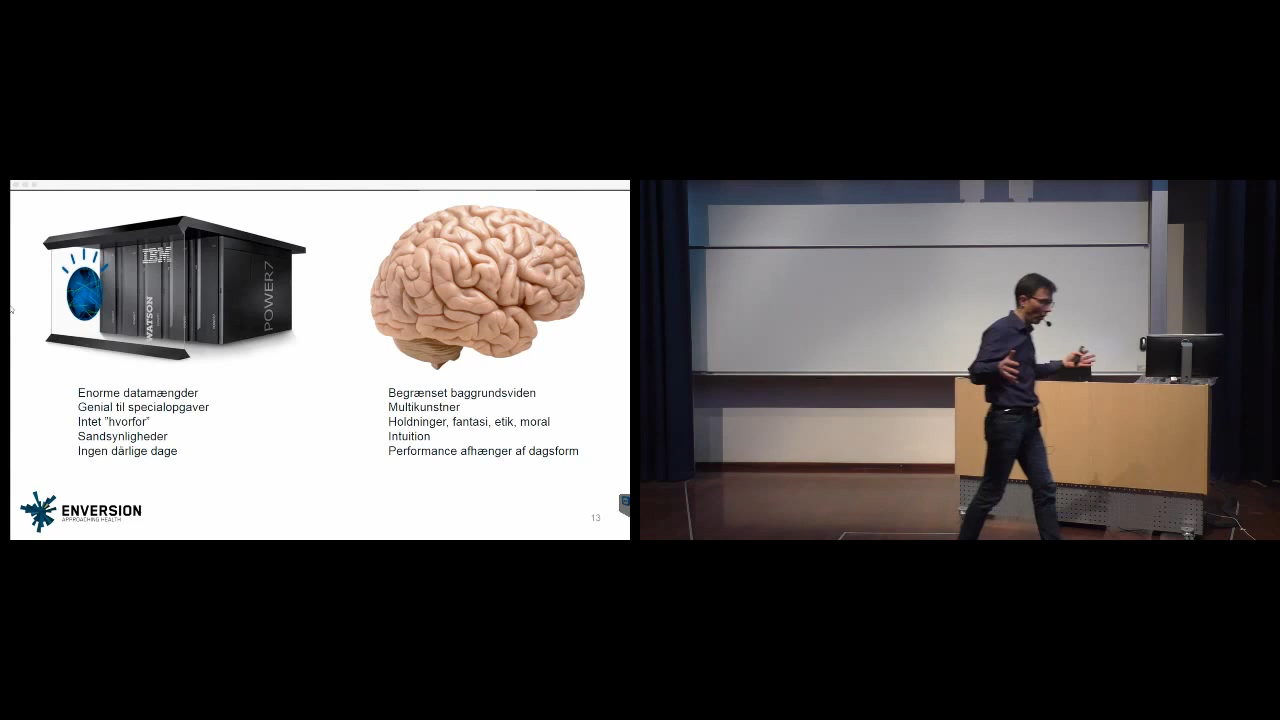 IBM
WATSON
POWER7
Enorme datamængder
Genial til specialopgaver
Intet ”hvorfor”
Sandsynligheder
Ingen dårlige dage
Begrænset baggrundsviden
Multikunstner
Holdninger, fantasi, etik, moral
Intuition
Performance afhænger af dagsform
ENVERSION
APPROACHING HEALTH
13